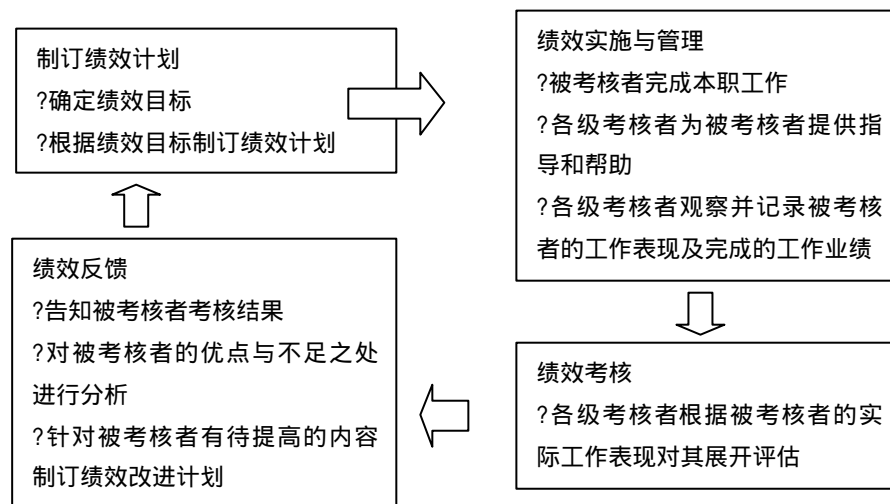 制订绩效计划
?确定绩效目标
?根据绩效目标制订绩效计划
绩效实施与管理
?被考核者完成本职工作
?各级考核者为被考核者提供指
导和帮助
?各级考核者观察并记录被考核
者的工作表现及完成的工作业绩
绩效考核
?各级考核者根据被考核者的实
际工作表现对其展开评估
绩效反馈
?告知被考核者考核结果
?对被考核者的优点与不足之处
进行分析
?针对被考核者有待提高的内容
制订绩效改进计划